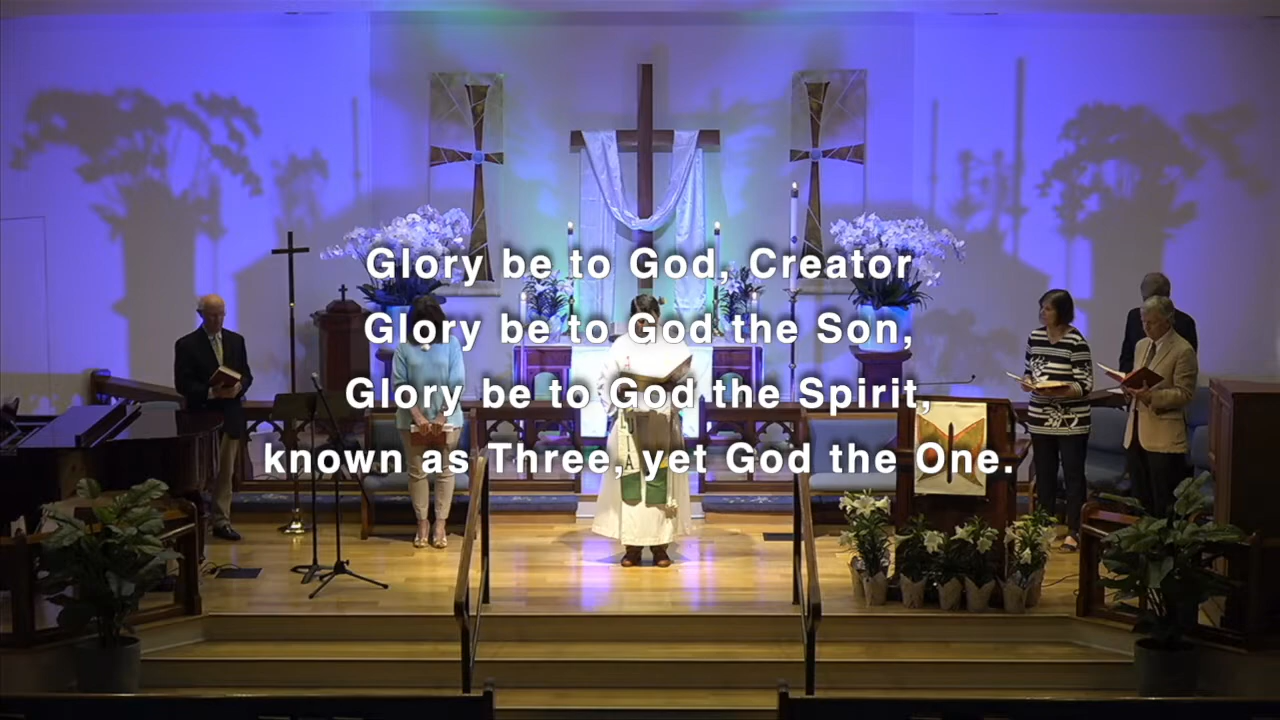 Glory be to God, Creator
Glory be to God the Son,
Glory be to God the Spirit,
known as Three, yet God the One.